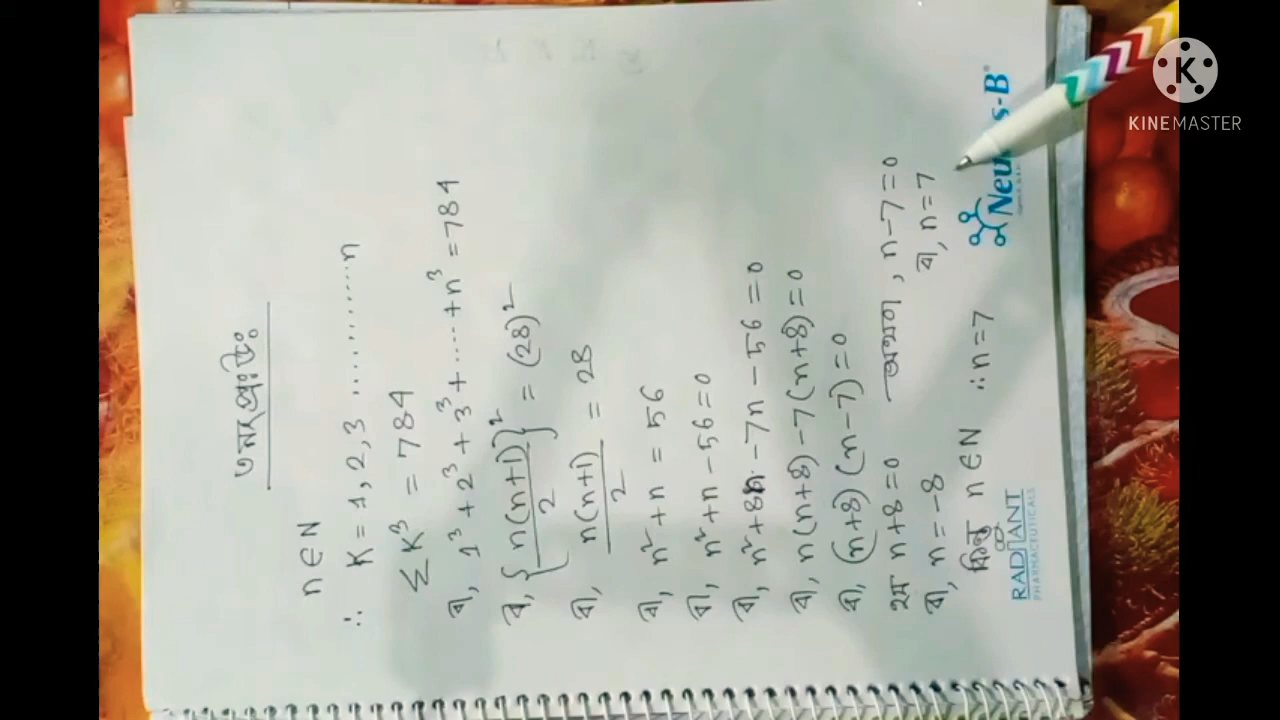 ৩নং প্রঃউঃ
n ∈ N
∴ K = 1, 2, 3 ............ n
∑ K³ = 784
বা, 1³ + 2³ + 3³ + ..... + n³ = 784
বা, {n(n+1)/2}² = (28)²
বা, n(n+1)/2 = 28
বা, n² + n = 56
বা, n² + n - 56 = 0
বা, n² + 8n - 7n - 56 = 0
বা, n(n+8) - 7(n+8) = 0
বা, (n+8) (n-7) = 0
হয় n+8 = 0 অথবা, n-7 = 0
বা, n = -8 বা, n = 7
কিন্তু n ∈ N ∴ n = 7
RADIANT
PHARMACEUTICALS
K
KINEMASTER